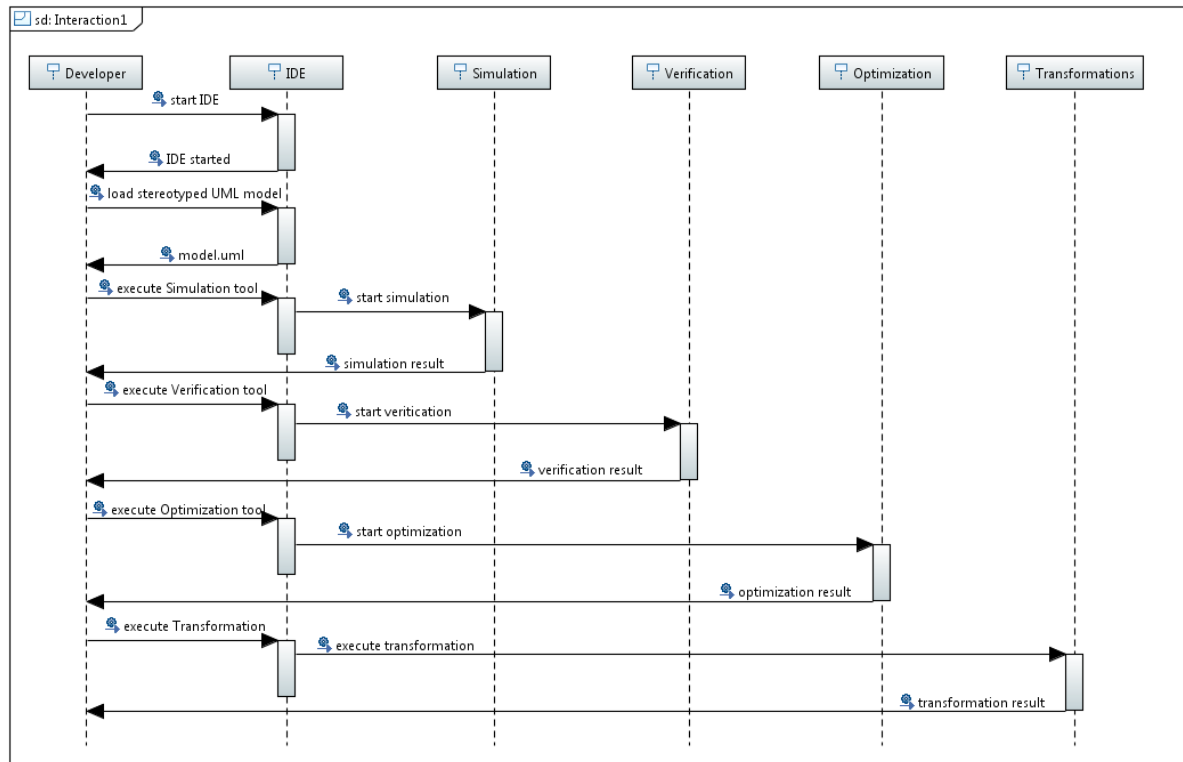 sd: Interaction1
Developer
IDE
Simulation
Verification
Optimization
Transformations
start IDE
IDE started
load stereotyped UML model
model.uml
execute Simulation tool
start simulation
simulation result
execute Verification tool
start veritication
verification result
execute Optimization tool
start optimization
optimization result
execute Transformation
execute transformation
transformation result